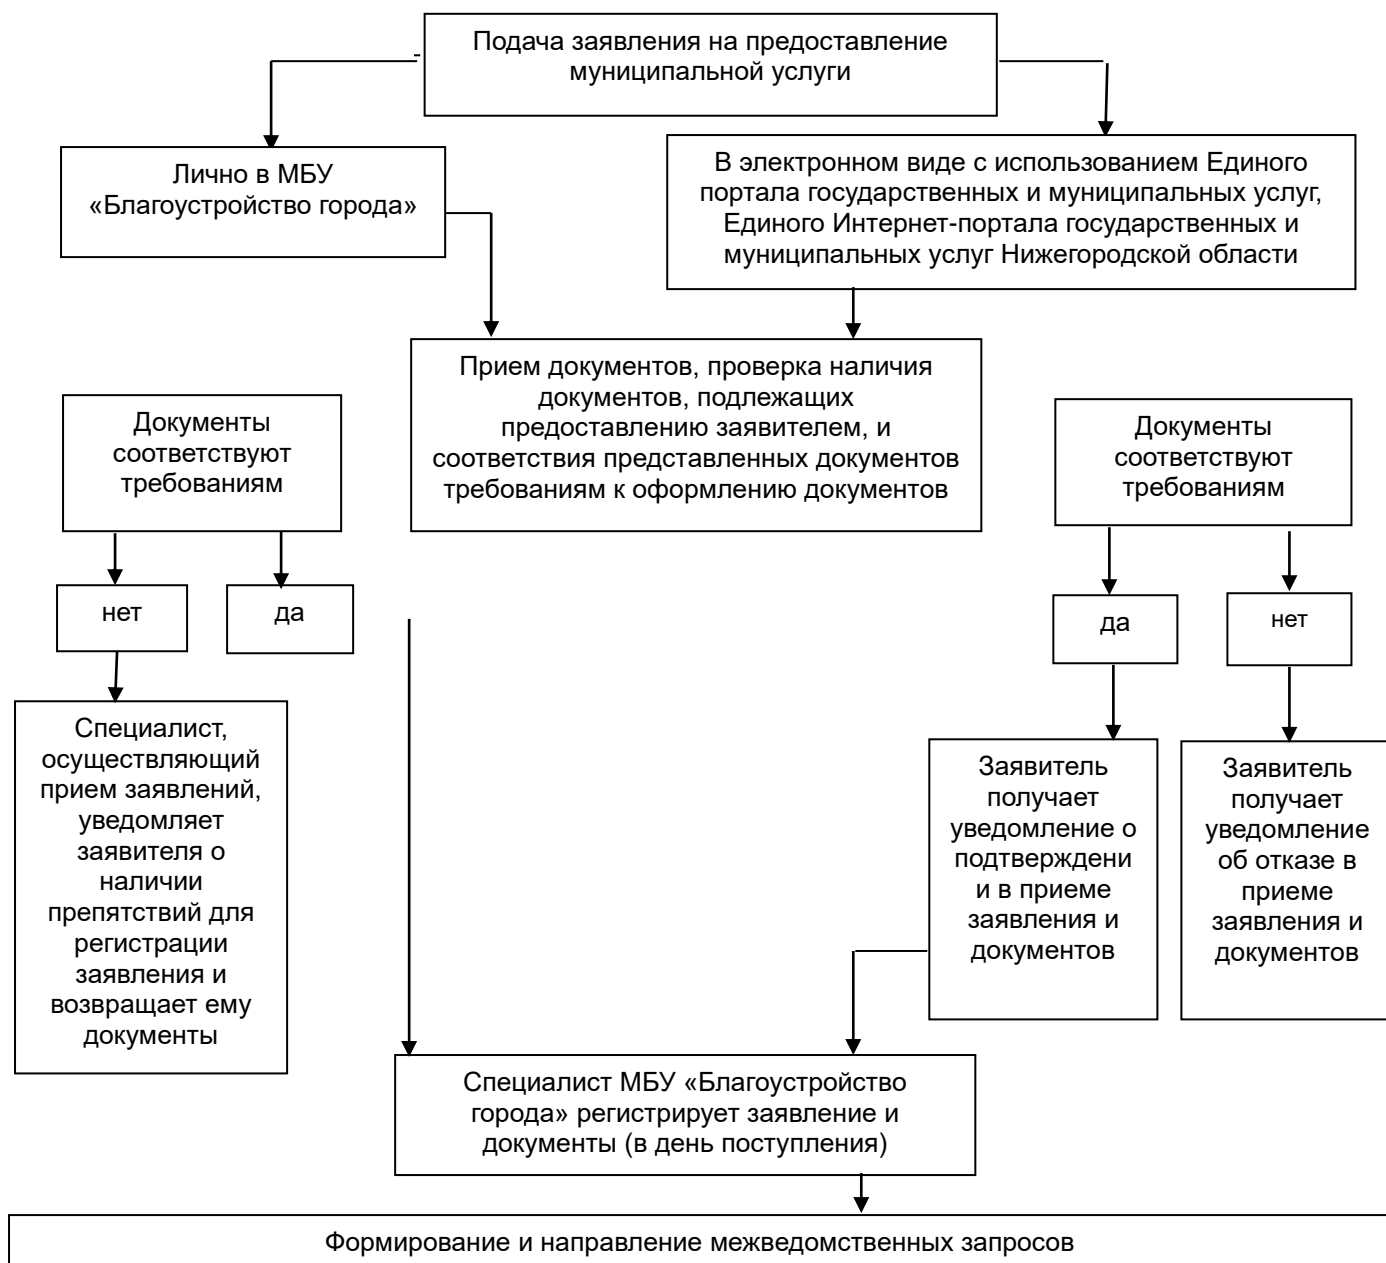 Подача заявления на предоставление
муниципальной услуги
Лично в МБУ
«Благоустройство города»
В электронном виде с использованием Единого
портала государственных и муниципальных услуг,
Единого Интернет-портала государственных и
муниципальных услуг Нижегородской области
Прием документов, проверка наличия
документов, подлежащих
предоставлению заявителем, и
соответствия представленных документов
требованиям к оформлению документов
Документы
соответствуют
требованиям
Документы
соответствуют
требованиям
нет
да
да
нет
Специалист,
осуществляющий
прием заявлений,
уведомляет
заявителя о
наличии
препятствий для
регистрации
заявления и
возвращает ему
документы
Заявитель
получает
уведомление о
подтверждени
и в приеме
заявления и
документов
Заявитель
получает
уведомление
об отказе в
приеме
заявления и
документов
Специалист МБУ «Благоустройство
города» регистрирует заявление и
документы (в день поступления)
Формирование и направление межведомственных запросов